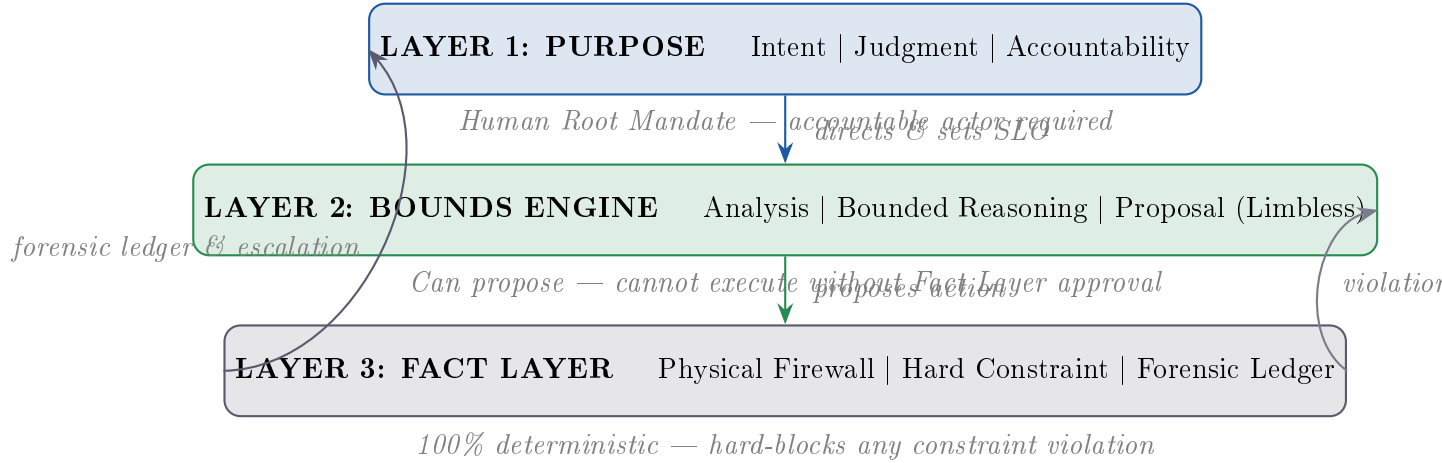 LAYER 1: PURPOSE Intent | Judgment | Accountability
Human Root Mandate — accountable actor required
directs & sets SLO
LAYER 2: BOUNDS ENGINE Analysis | Bounded Reasoning | Proposal (Limbless)
forensic ledger & escalation
Can propose — cannot execute without Fact Layer approval
proposes action
violation
LAYER 3: FACT LAYER Physical Firewall | Hard Constraint | Forensic Ledger
100% deterministic — hard-blocks any constraint violation